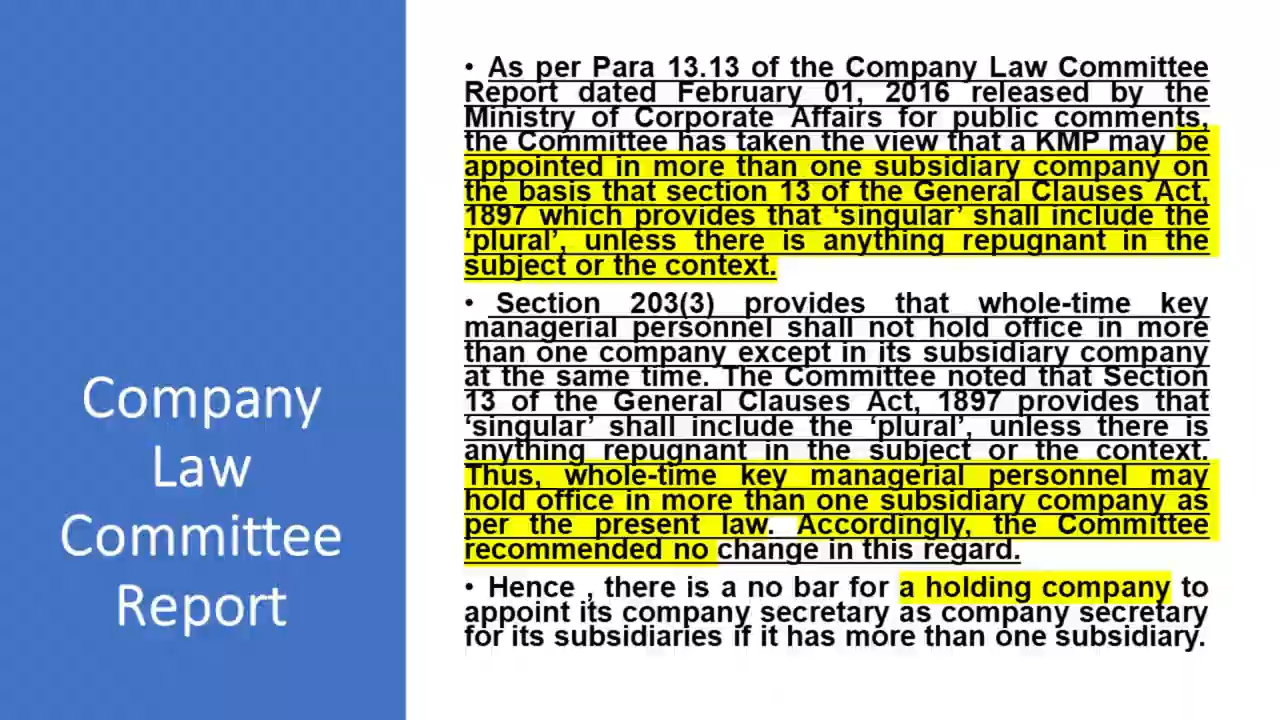 Company
Law
Committee
Report
• As per Para 13.13 of the Company Law Committee
Report dated February 01, 2016 released by the
Ministry of Corporate Affairs for public comments,
the Committee has taken the view that a KMP may be
appointed in more than one subsidiary company on
the basis that section 13 of the General Clauses Act,
1897 which provides that ‘singular’ shall include the
‘plural’, unless there is anything repugnant in the
subject or the context.
• Section 203(3) provides that whole-time key
managerial personnel shall not hold office in more
than one company except in its subsidiary company
at the same time. The Committee noted that Section
13 of the General Clauses Act, 1897 provides that
‘singular’ shall include the ‘plural’, unless there is
anything repugnant in the subject or the context.
Thus, whole-time key managerial personnel may
hold office in more than one subsidiary company as
per the present law. Accordingly, the Committee
recommended no change in this regard.
• Hence , there is a no bar for a holding company to
appoint its company secretary as company secretary
for its subsidiaries if it has more than one subsidiary.